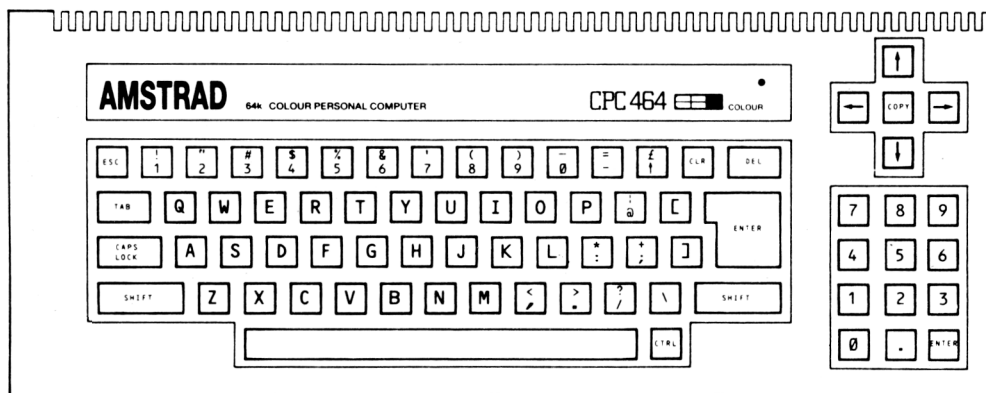 AMSTRAD 64k COLOUR PERSONAL COMPUTER CPC 464 COLOUR
↑
← COPY →
↓
ESC ! 1 " 2 # 3 $ 4 % 5 & 6 ' 7 ( 8 ) 9 _ 0 = - £ ↑ CLR DEL
TAB Q W E R T Y U I O P ¦ @ [ ENTER
CAPS LOCK A S D F G H J K L * : + ; ]
SHIFT Z X C V B N M < , > . ? / \ SHIFT
CTRL
7 8 9
4 5 6
1 2 3
0 . ENTER